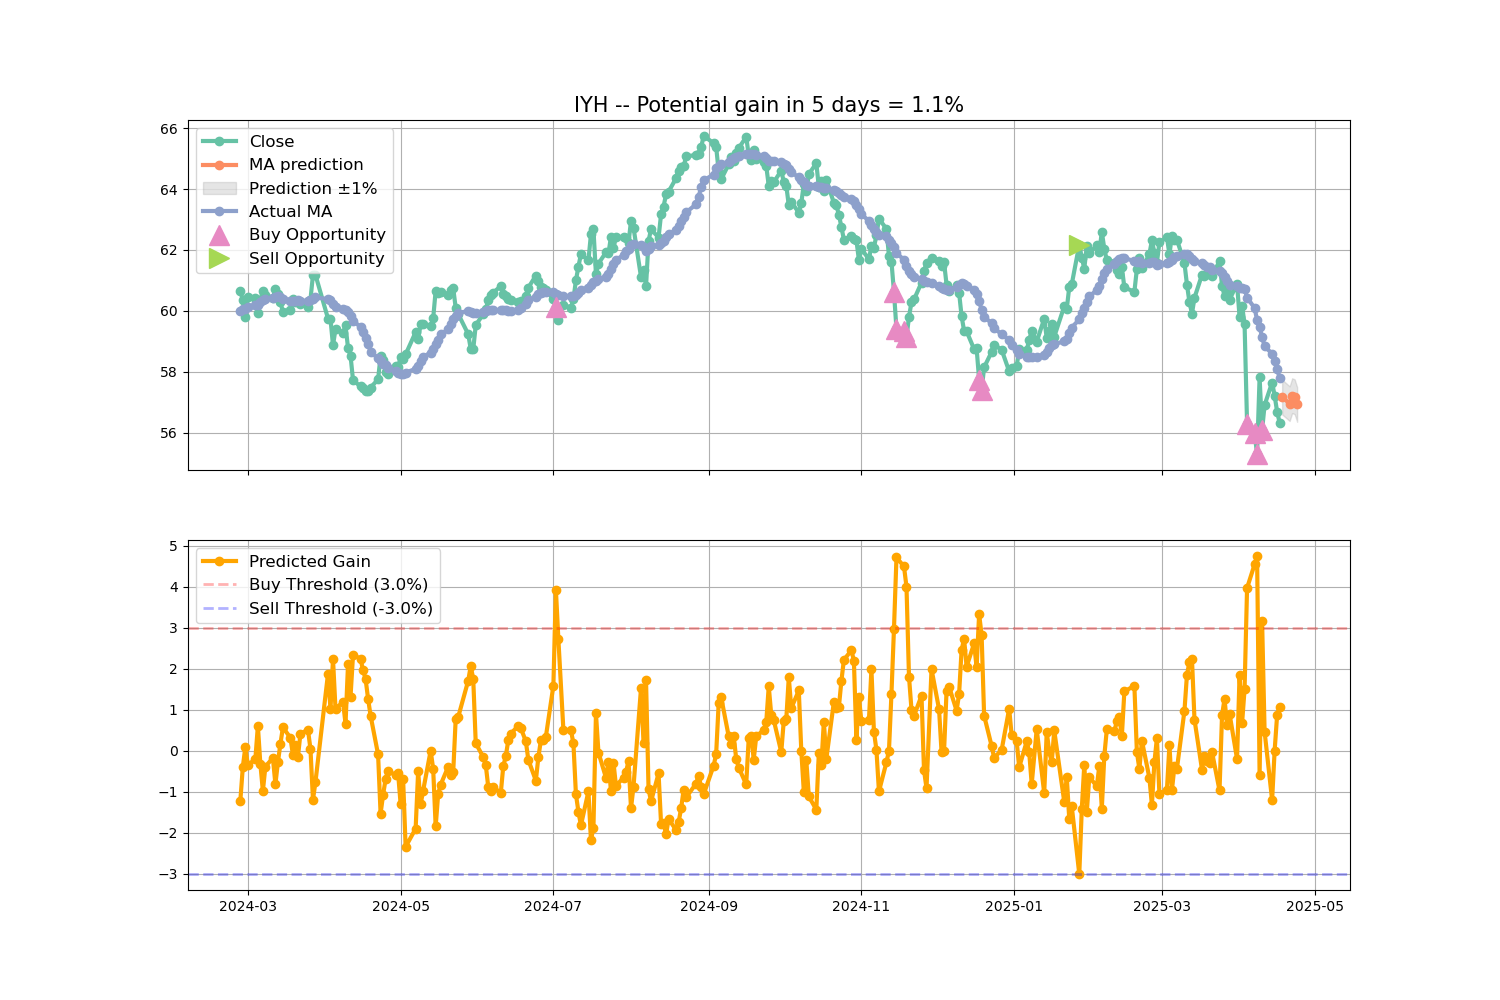 IYH -- Potential gain in 5 days = 1.1%
66
64
62
60
58
56
Close
MA prediction
Prediction ±1%
Actual MA
Buy Opportunity
Sell Opportunity
5
4
3
2
1
0
−1
−2
−3
Predicted Gain
Buy Threshold (3.0%)
Sell Threshold (-3.0%)
2024-03
2024-05
2024-07
2024-09
2024-11
2025-01
2025-03
2025-05